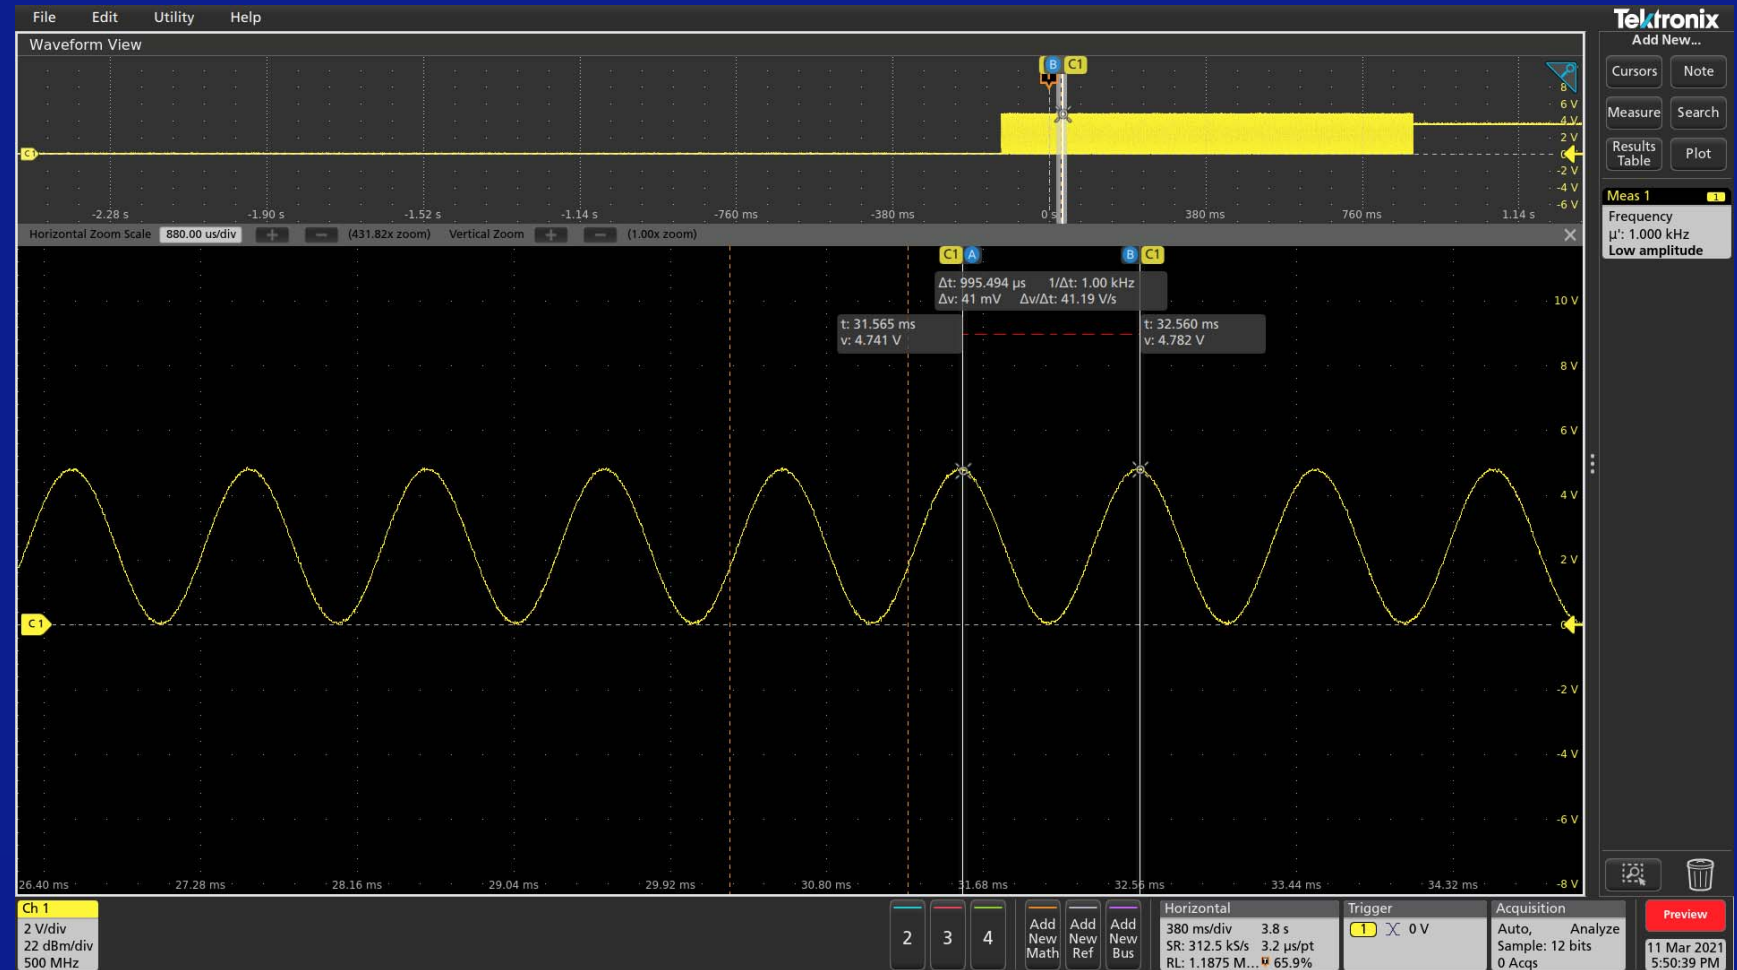 File Edit Utility Help
Tektronix
Waveform View
Add New...
Cursors Note
Measure Search
Results Table Plot
Meas 1 1
Frequency
µ': 1.000 kHz
Low amplitude
B C1
C1
8
6 V
4 V
2 V
-2 V
-4 V
-6 V
-2.28 s -1.90 s -1.52 s -1.14 s -760 ms -380 ms 0 s 380 ms 760 ms 1.14 s
Horizontal Zoom Scale 880.00 us/div + - (431.82x zoom) Vertical Zoom + - (1.00x zoom)
C1 A B C1
Δt: 995.494 µs 1/Δt: 1.00 kHz
Δv: 41 mV Δv/Δt: 41.19 V/s
t: 31.565 ms
v: 4.741 V
t: 32.560 ms
v: 4.782 V
10 V
8 V
6 V
4 V
2 V
C1
-2 V
-4 V
-6 V
-8 V
26.40 ms 27.28 ms 28.16 ms 29.04 ms 29.92 ms 30.80 ms 31.68 ms 32.56 ms 33.44 ms 34.32 ms
Ch 1
2 V/div
22 dBm/div
500 MHz
2 3 4
Add New Math
Add New Ref
Add New Bus
Horizontal
380 ms/div 3.8 s
SR: 312.5 kS/s 3.2 µs/pt
RL: 1.1875 M... 65.9%
Trigger
1 0 V
Acquisition
Auto, Analyze
Sample: 12 bits
0 Acqs
Preview
11 Mar 2021
5:50:39 PM